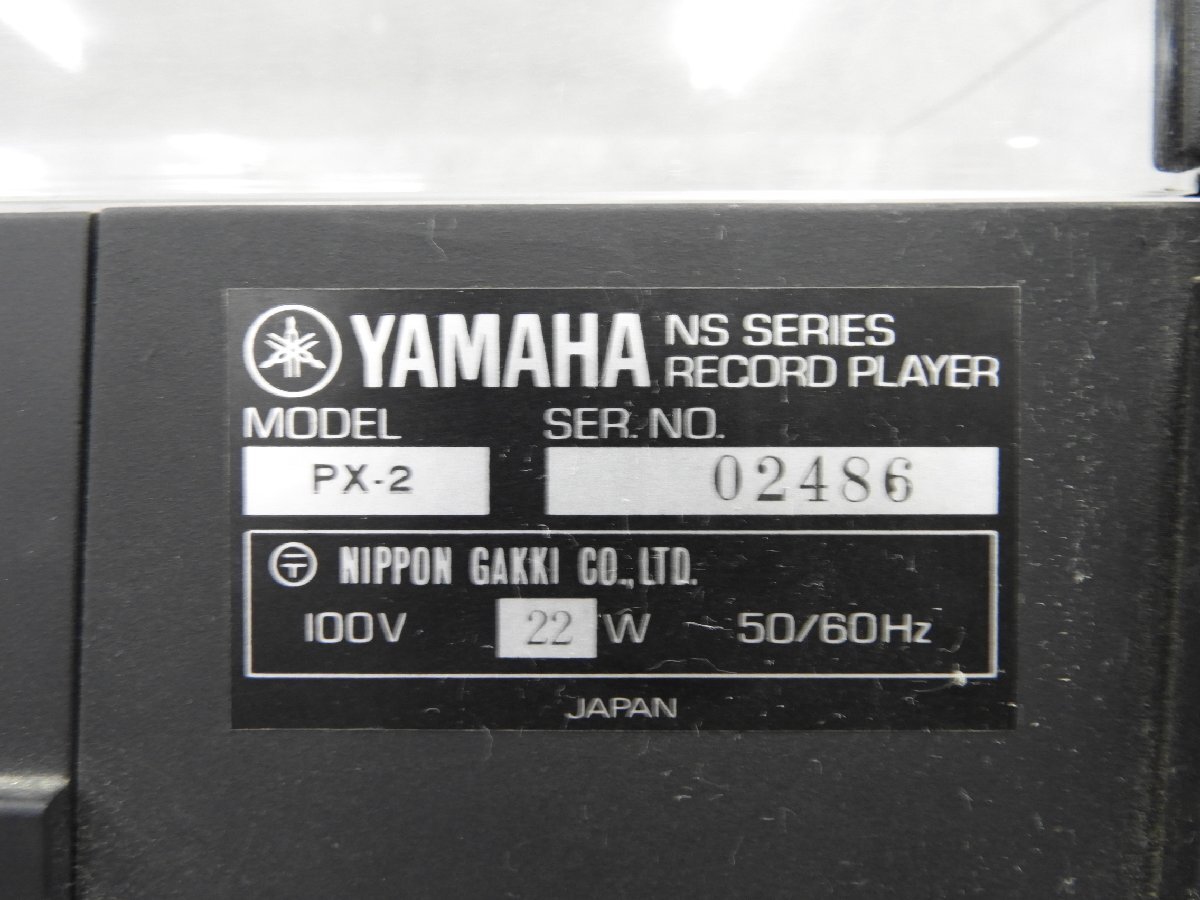 YAMAHA NS SERIES
RECORD PLAYER
MODEL SER. NO.
PX-2 02486
〒 NIPPON GAKKI CO., LTD.
100V 22 W 50/60Hz
JAPAN